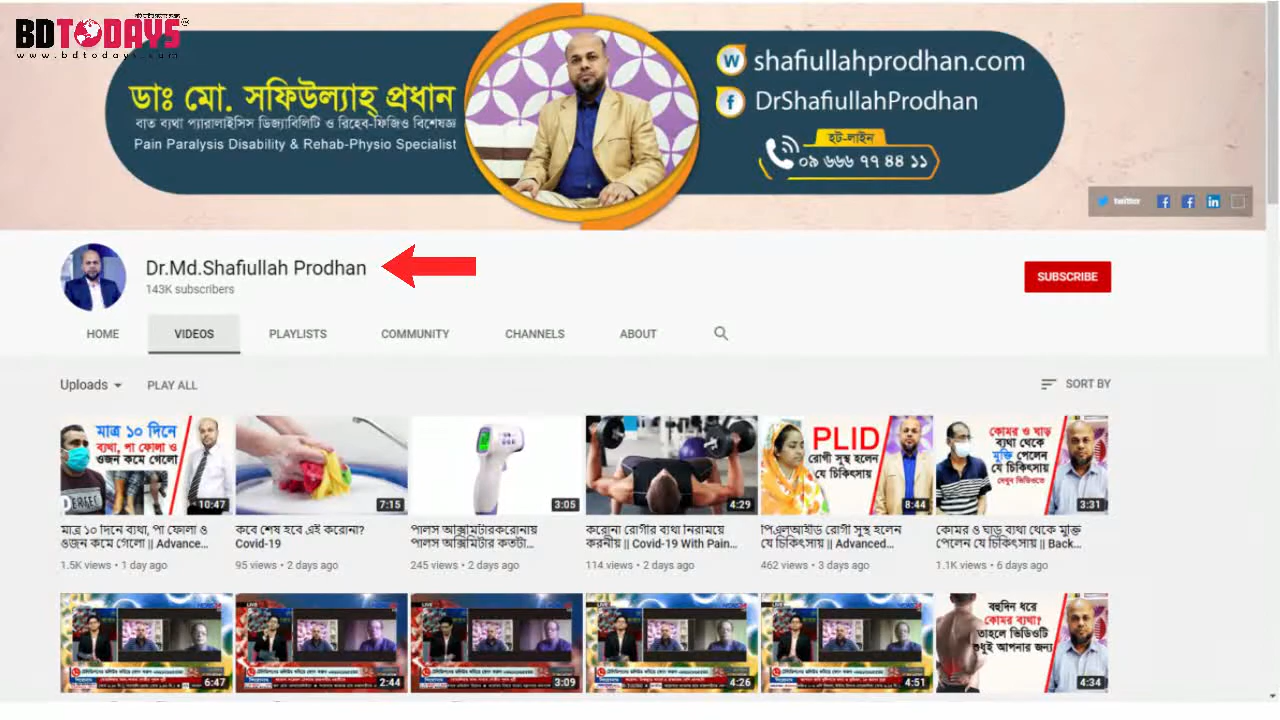 BDTODAYS
www.bdtodays.com
ডাঃ মো. সফিউল্যাহ্ প্রধান
বাত ব্যথা প্যারালাইসিস ডিজ্যাবিলিটি ও রিহেব-ফিজিও বিশেষজ্ঞ
Pain Paralysis Disability & Rehab-Physio Specialist
shafiullahprodhan.com
DrShafiullahProdhan
হট-লাইন
০৯ ৬৬৬ ৭৭ ৪৪ ১১
twitter
Dr.Md.Shafiullah Prodhan
143K subscribers
SUBSCRIBE
HOME VIDEOS PLAYLISTS COMMUNITY CHANNELS ABOUT
Uploads PLAY ALL SORT BY
মাত্র ১০ দিনে
ব্যথা, পা ফোলা ও
ওজন কমে গেলো
10:47
7:15
3:05
4:29
PLID
রোগী সুস্থ হলেন
যে চিকিৎসায়
8:44
কোমর ও ঘাড়
ব্যথা থেকে
মুক্তি পেলেন
যে চিকিৎসায়
দেখুন ভিডিওতে
3:31
মাত্র ১০ দিনে ব্যথা, পা ফোলা ও
ওজন কমে গেলো || Advance...
1.5K views • 1 day ago
কবে শেষ হবে এই করোনা?
Covid-19
95 views • 2 days ago
পালস অক্সিমিটারকরোনায়
পালস অক্সিমিটার কতটা...
245 views • 2 days ago
করোনা রোগীর ব্যথা নিরাময়ে
করনীয় || Covid-19 With Pain...
114 views • 2 days ago
পিএলআইডি রোগী সুস্থ হলেন
যে চিকিৎসায় || Advanced...
462 views • 3 days ago
কোমর ও ঘাড় ব্যথা থেকে মুক্তি
পেলেন যে চিকিৎসায় || Back...
1.1K views • 6 days ago
6:47
LIVE
2:44
LIVE
3:09
LIVE
4:26
LIVE
4:51
বহুদিন ধরে
কোমর ব্যথা?
তাহলে ভিডিওটি
শুধুই আপনার জন্য
4:34